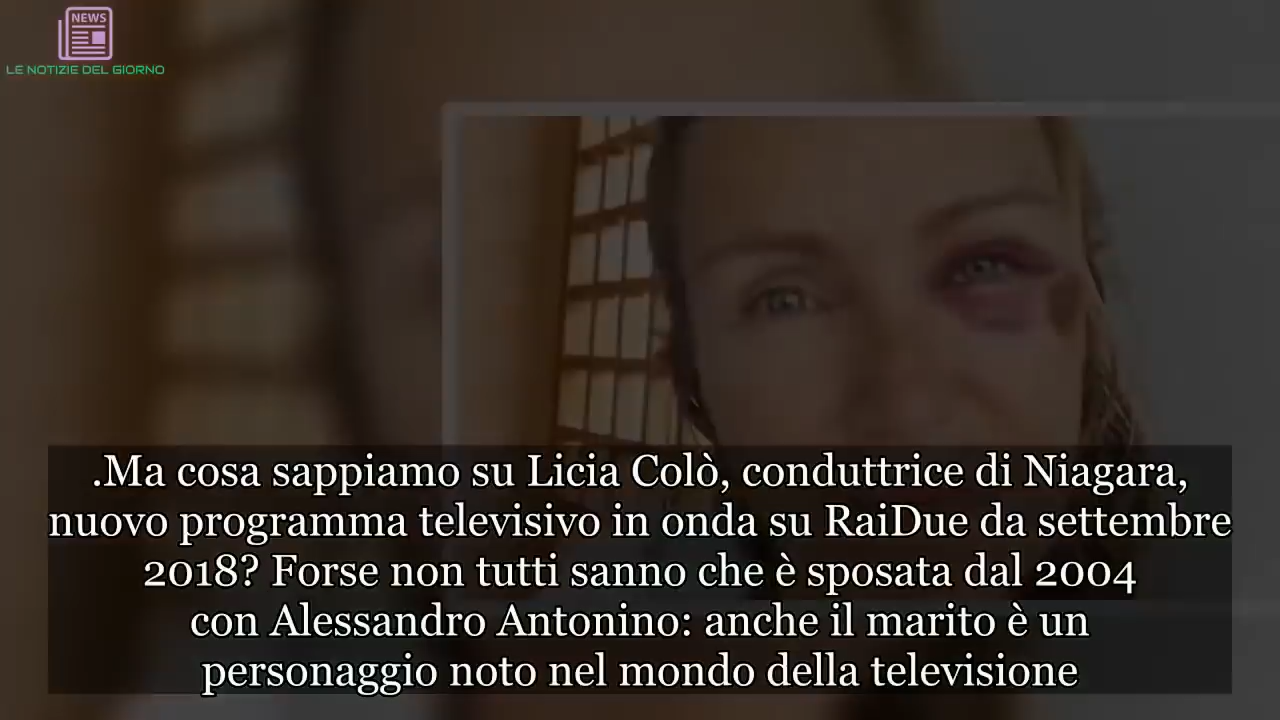 NEWS
LE NOTIZIE DEL GIORNO
.Ma cosa sappiamo su Licia Colò, conduttrice di Niagara,
nuovo programma televisivo in onda su RaiDue da settembre
2018? Forse non tutti sanno che è sposata dal 2004
con Alessandro Antonino: anche il marito è un
personaggio noto nel mondo della televisione